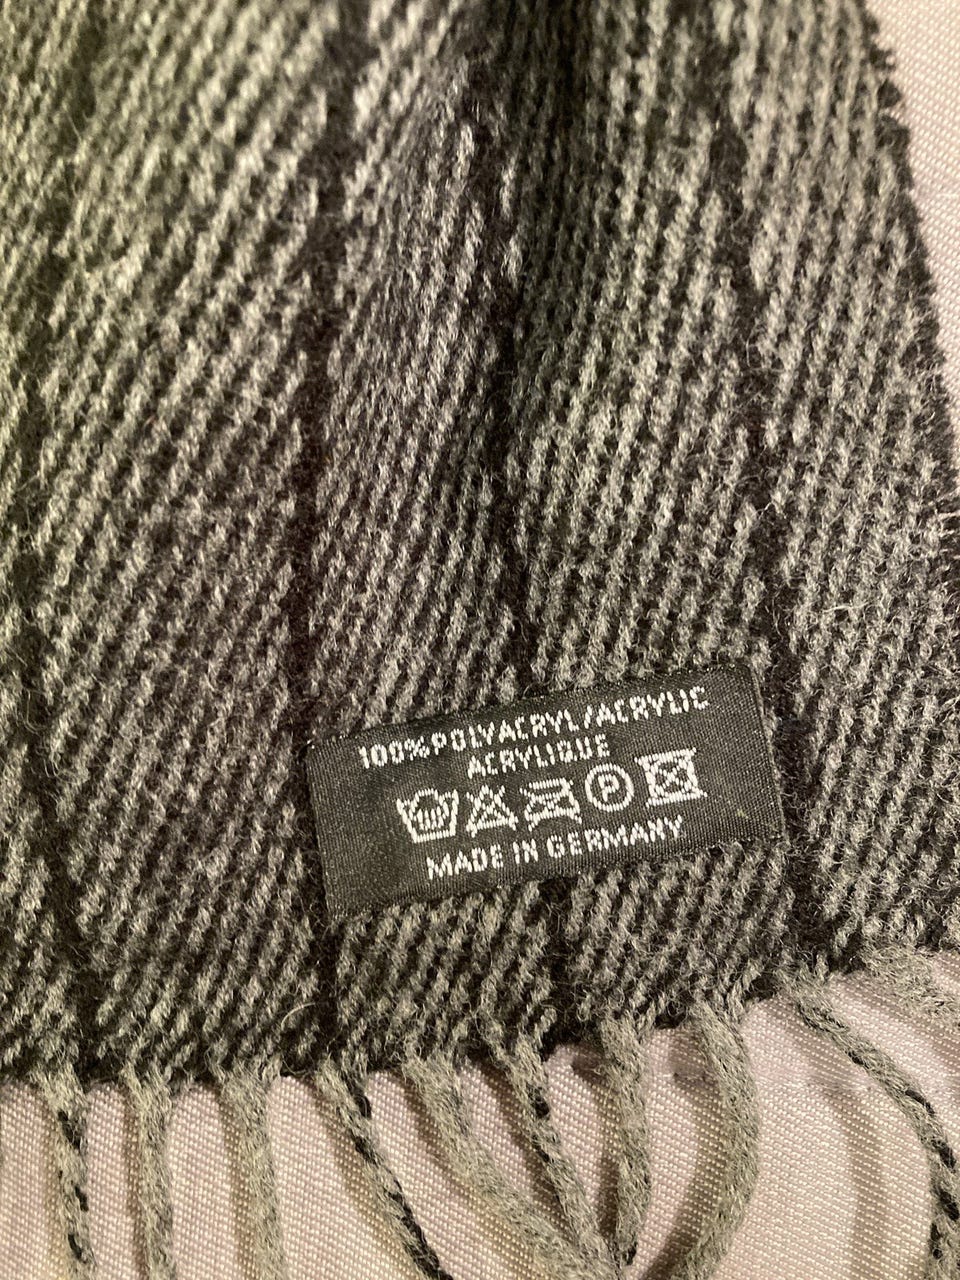 100% POLYACRYL/ACRYLIC
ACRYLIQUE
P
MADE IN GERMANY